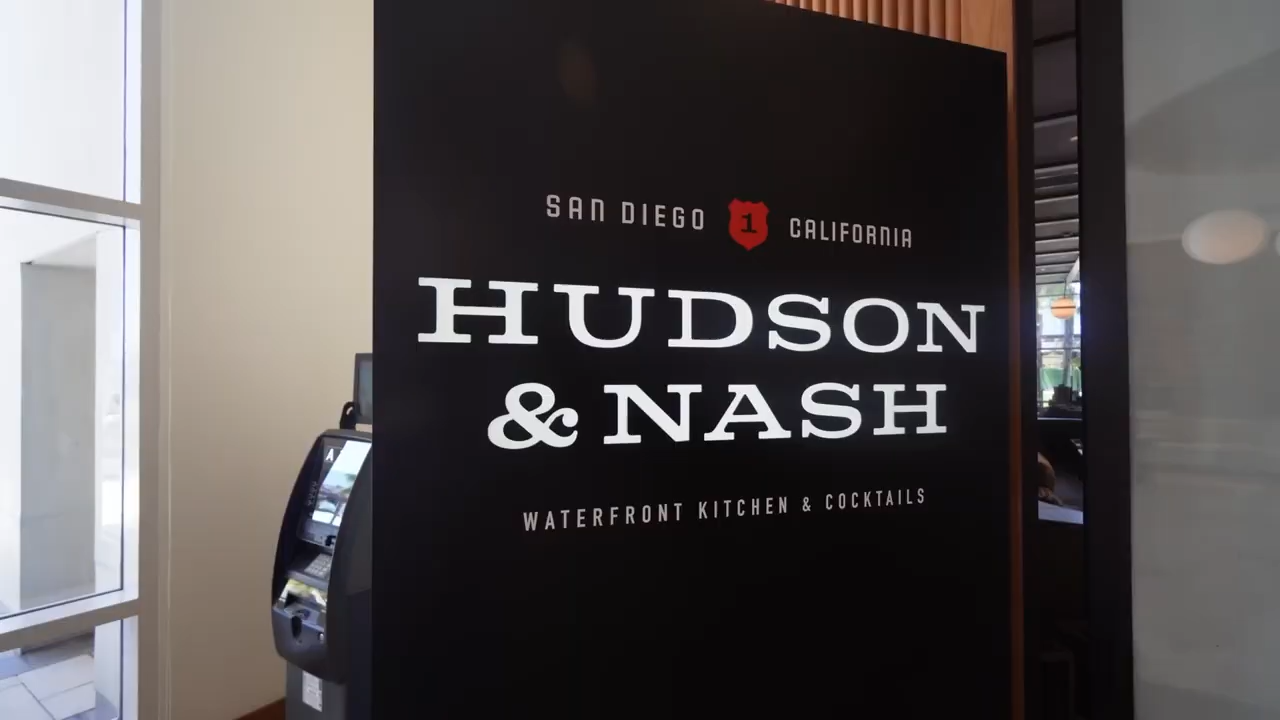 SAN DIEGO 1 CALIFORNIA
HUDSON
& NASH
WATERFRONT KITCHEN & COCKTAILS